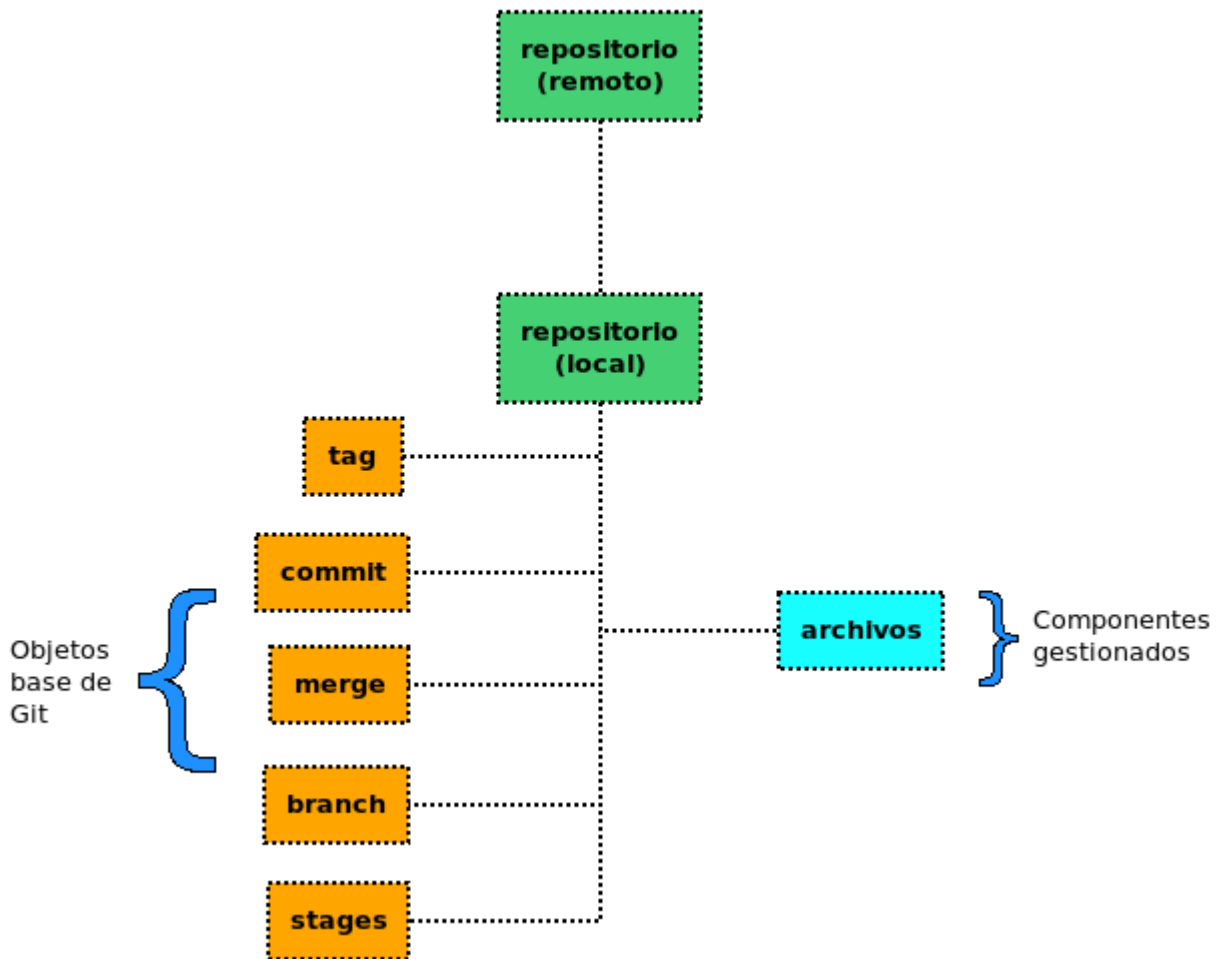 repositorio
(remoto)
repositorio
(local)
tag
commit
archivos
Componentes
gestionados
Objetos
base de
Git
merge
branch
stages